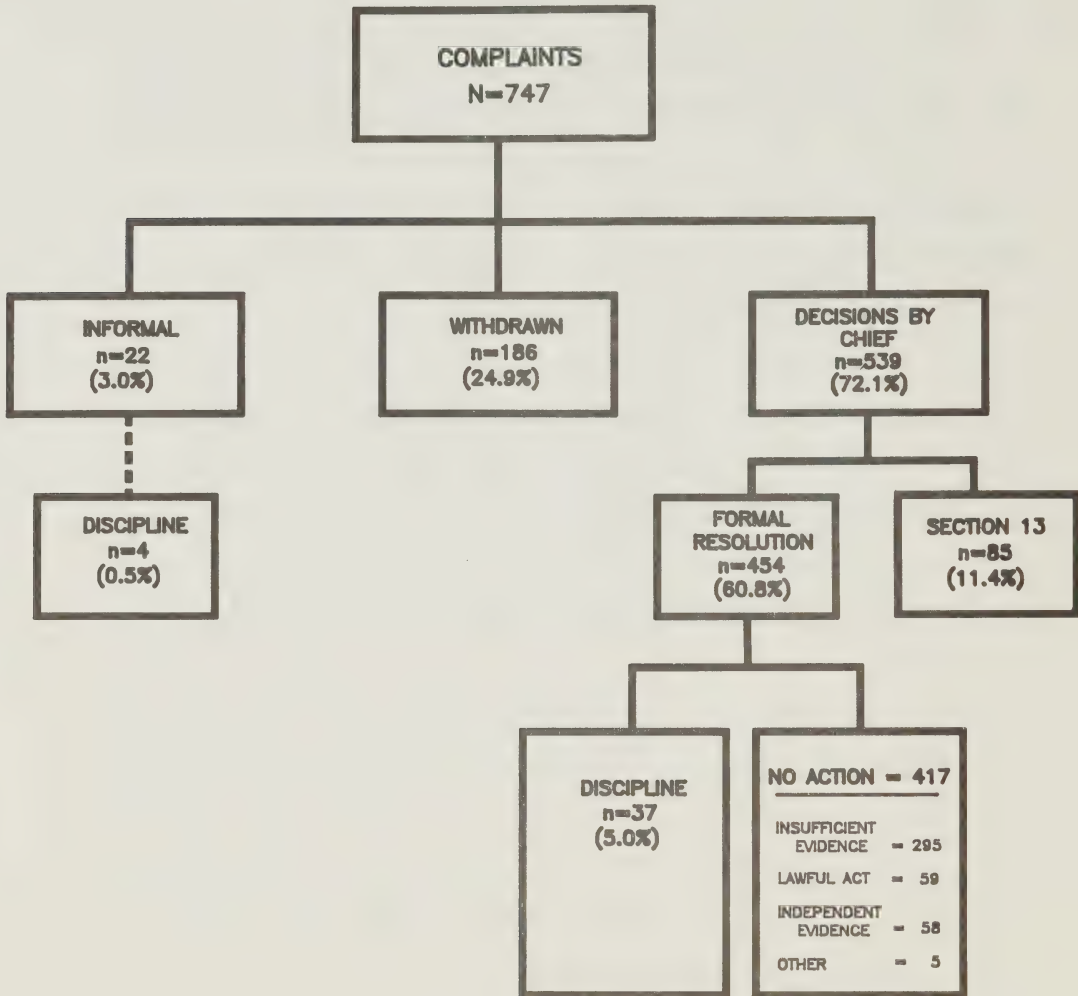 COMPLAINTS
N=747
INFORMAL
n=22
(3.0%)
WITHDRAWN
n=186
(24.9%)
DECISIONS BY
CHIEF
n=539
(72.1%)
DISCIPLINE
n=4
(0.5%)
FORMAL
RESOLUTION
n=454
(60.8%)
SECTION 13
n=85
(11.4%)
DISCIPLINE
n=37
(5.0%)
NO ACTION = 417
INSUFFICIENT
EVIDENCE = 295
LAWFUL ACT = 59
INDEPENDENT
EVIDENCE = 58
OTHER = 5